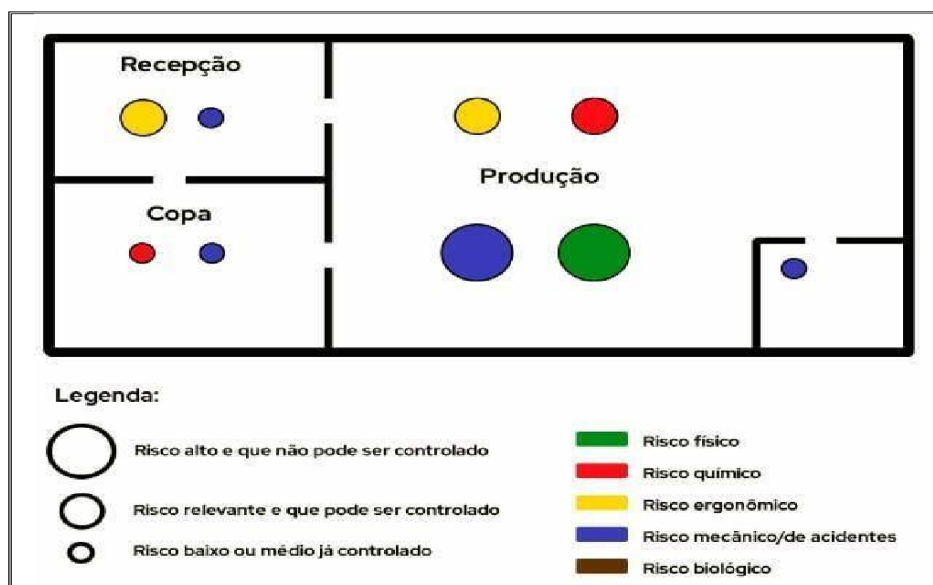 Recepção
Produção
Copa
Legenda:
Risco alto e que não pode ser controlado
Risco relevante e que pode ser controlado
Risco baixo ou médio já controlado
Risco físico
Risco químico
Risco ergonômico
Risco mecânico/de acidentes
Risco biológico